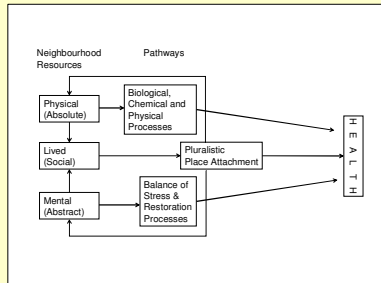 Neighbourhood
Resources
Pathways
Physical
(Absolute)
Biological,
Chemical and
Physical
Processes
Lived
(Social)
Pluralistic
Place Attachment
Mental
(Abstract)
Balance of
Stress &
Restoration
Processes
H E A L T H